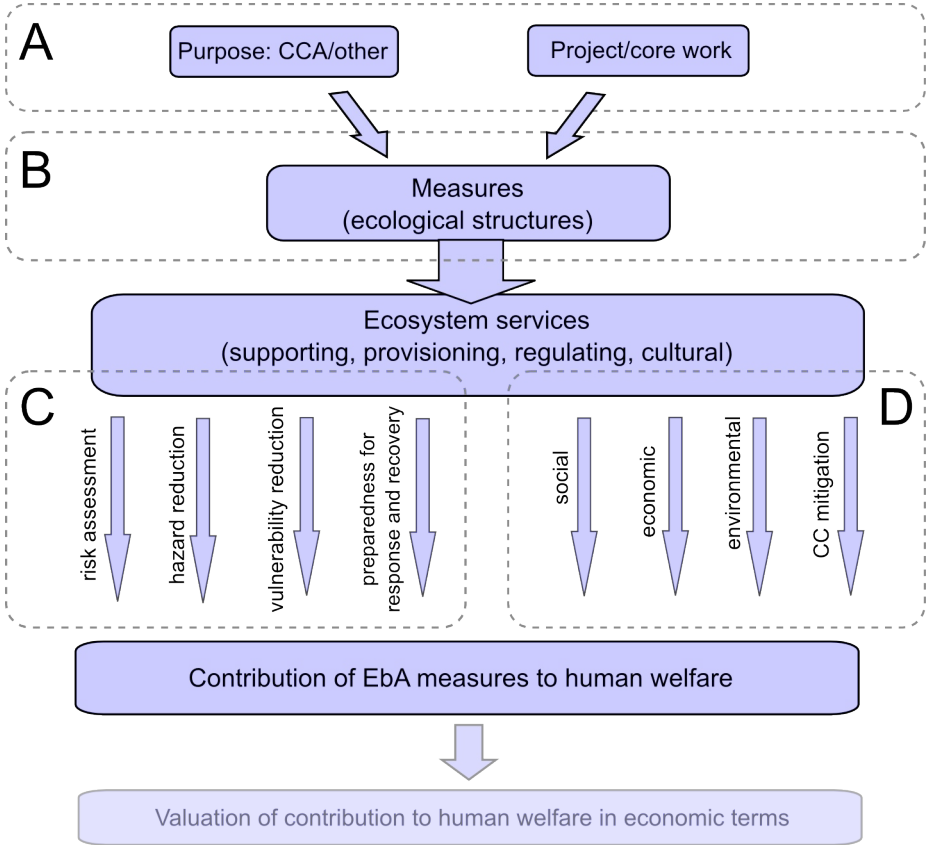 A
Purpose: CCA/other
Project/core work
B
Measures
(ecological structures)
Ecosystem services
(supporting, provisioning, regulating, cultural)
C
risk assessment
hazard reduction
vulnerability reduction
preparedness for
response and recovery
D
social
economic
environmental
CC mitigation
Contribution of EbA measures to human welfare
Valuation of contribution to human welfare in economic terms